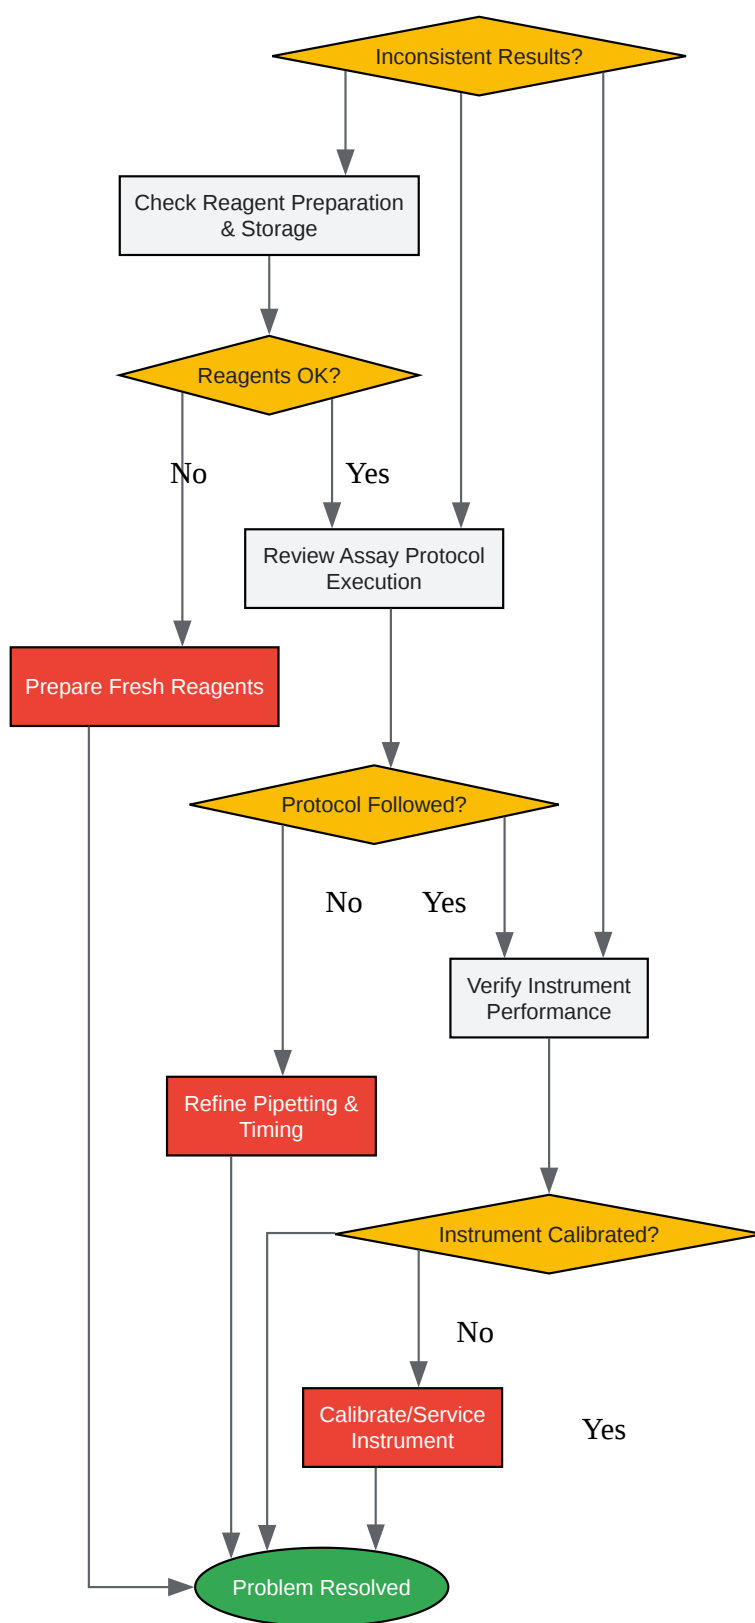 Inconsistent Results?
Check Reagent Preparation
& Storage
Reagents OK?
No
Yes
Review Assay Protocol
Execution
Prepare Fresh Reagents
Protocol Followed?
No
Yes
Verify Instrument
Performance
Refine Pipetting &
Timing
Instrument Calibrated?
No
Calibrate/Service
Instrument
Yes
Problem Resolved